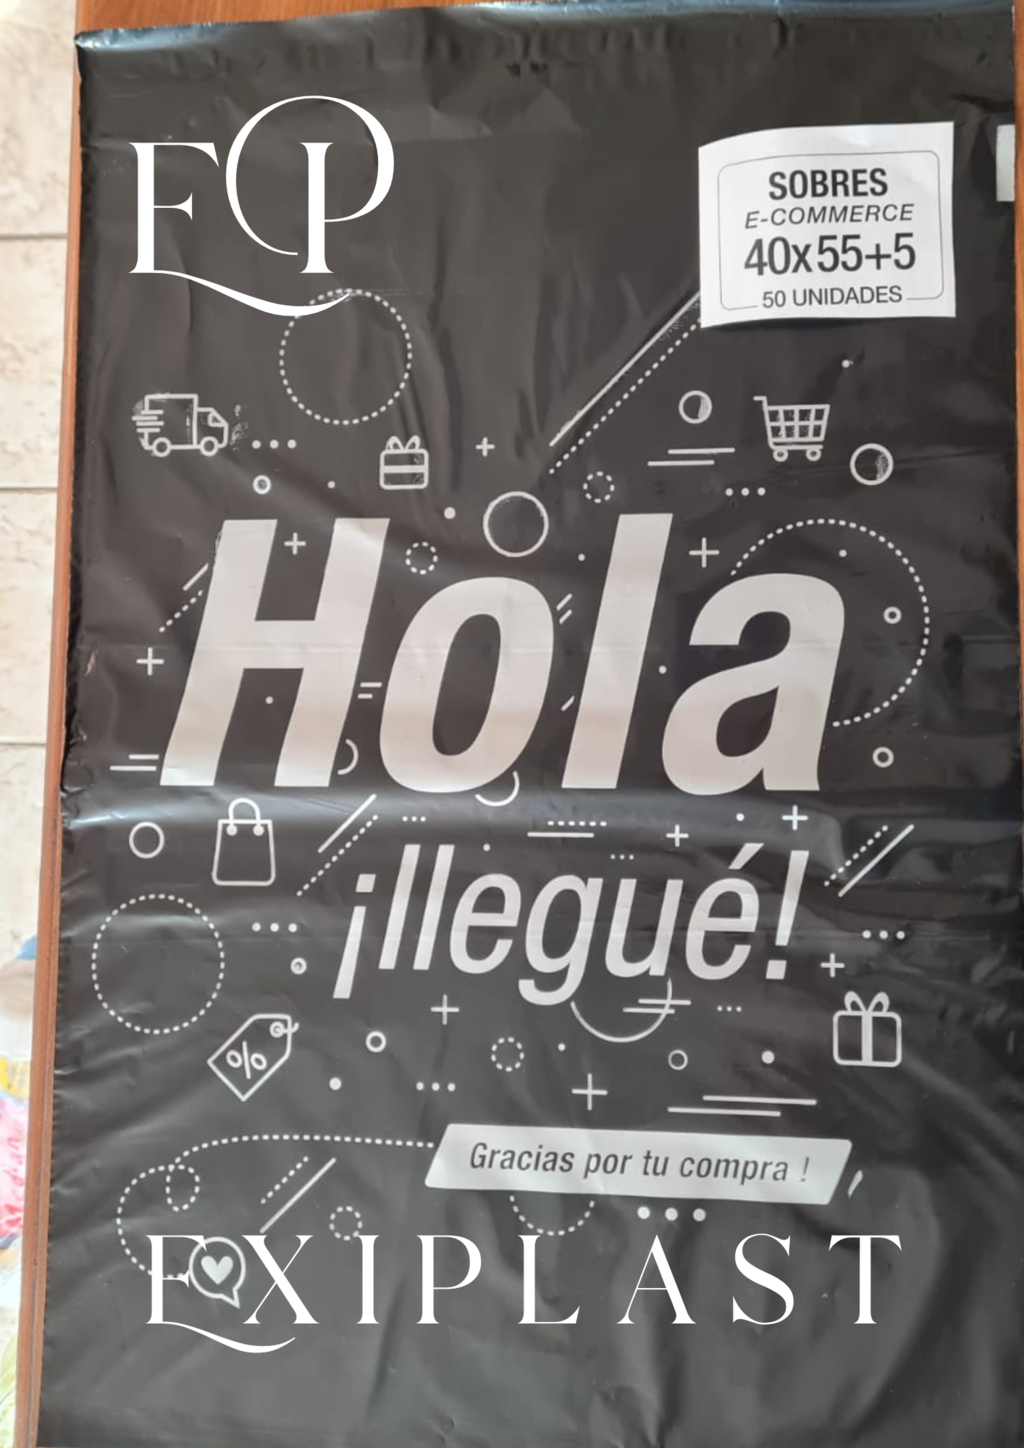 EP
SOBRES
E-COMMERCE
40x55+5
50 UNIDADES
Hola
¡llegué!
%
Gracias por tu compra !
EXIPLAST